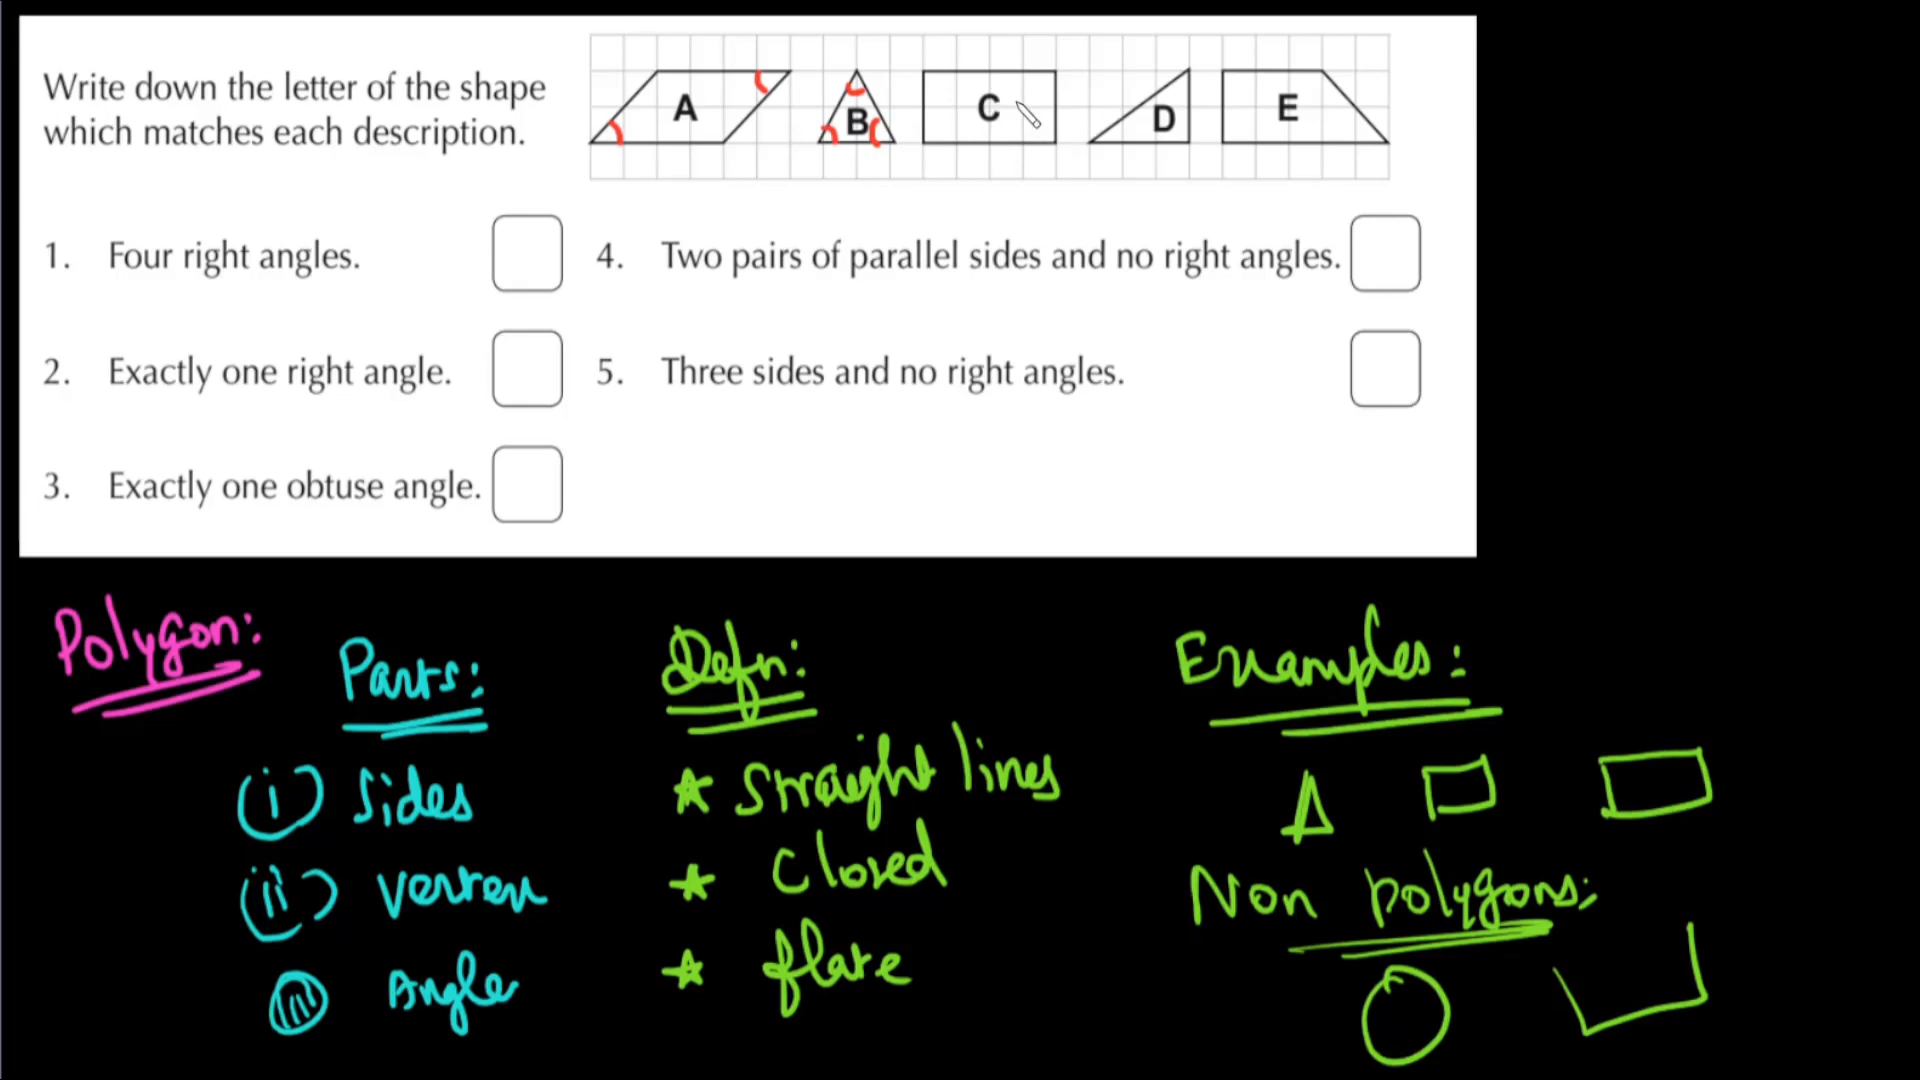 Write down the letter of the shape
which matches each description.
A B C D E
1. Four right angles.
4. Two pairs of parallel sides and no right angles.
2. Exactly one right angle.
5. Three sides and no right angles.
3. Exactly one obtuse angle.
Polygon:
Parts:
(i) Sides
(ii) Vertex
(iii) Angle
Defn:
★ Straight lines
★ Closed
★ flate
Examples:
Non polygons: